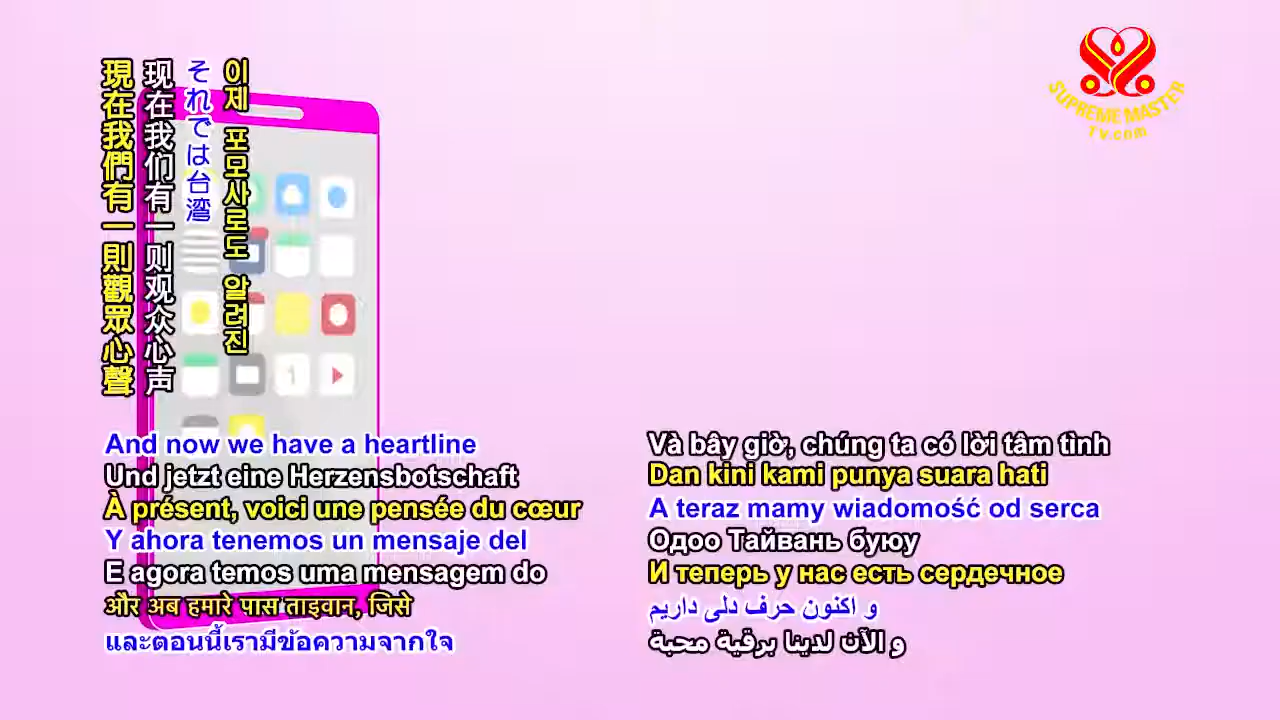 現在我們有一則觀眾心聲
现在我们有一则观众心声
それでは台湾
이제 포모사로도 알려진
And now we have a heartline
Und jetzt eine Herzensbotschaft
À présent, voici une pensée du cœur
Y ahora tenemos un mensaje del
E agora temos uma mensagem do
और अब हमारे पास ताइवान, जिसे
และตอนนี้เรามีข้อความจากใจ
Và bây giờ, chúng ta có lời tâm tình
Dan kini kami punya suara hati
A teraz mamy wiadomość od serca
Одоо Тайвань буюу
И теперь у нас есть сердечное
و اکنون حرف دلی داریم
و الآن لدينا برقية محبة
SUPREME MASTER
TV.com
1